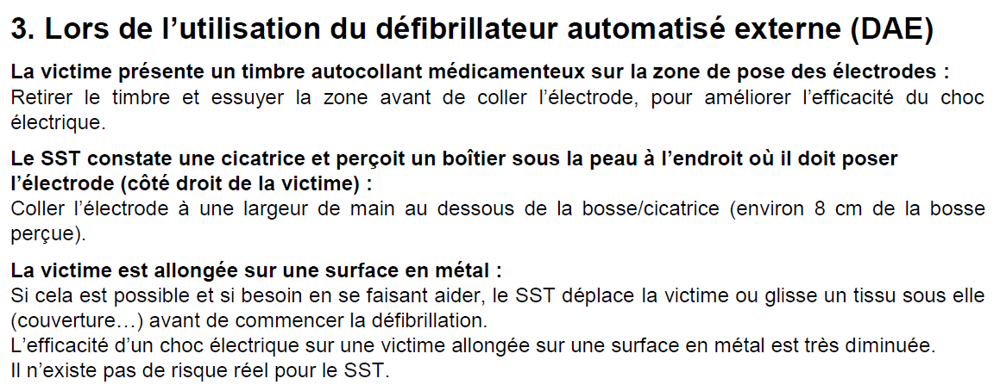 3. Lors de l’utilisation du défibrillateur automatisé externe (DAE)
La victime présente un timbre autocollant médicamenteux sur la zone de pose des électrodes :
Retirer le timbre et essuyer la zone avant de coller l’électrode, pour améliorer l’efficacité du choc
électrique.
Le SST constate une cicatrice et perçoit un boîtier sous la peau à l’endroit où il doit poser
l’électrode (côté droit de la victime) :
Coller l’électrode à une largeur de main au dessous de la bosse/cicatrice (environ 8 cm de la bosse
perçue).
La victime est allongée sur une surface en métal :
Si cela est possible et si besoin en se faisant aider, le SST déplace la victime ou glisse un tissu sous elle
(couverture…) avant de commencer la défibrillation.
L’efficacité d’un choc électrique sur une victime allongée sur une surface en métal est très diminuée.
Il n’existe pas de risque réel pour le SST.